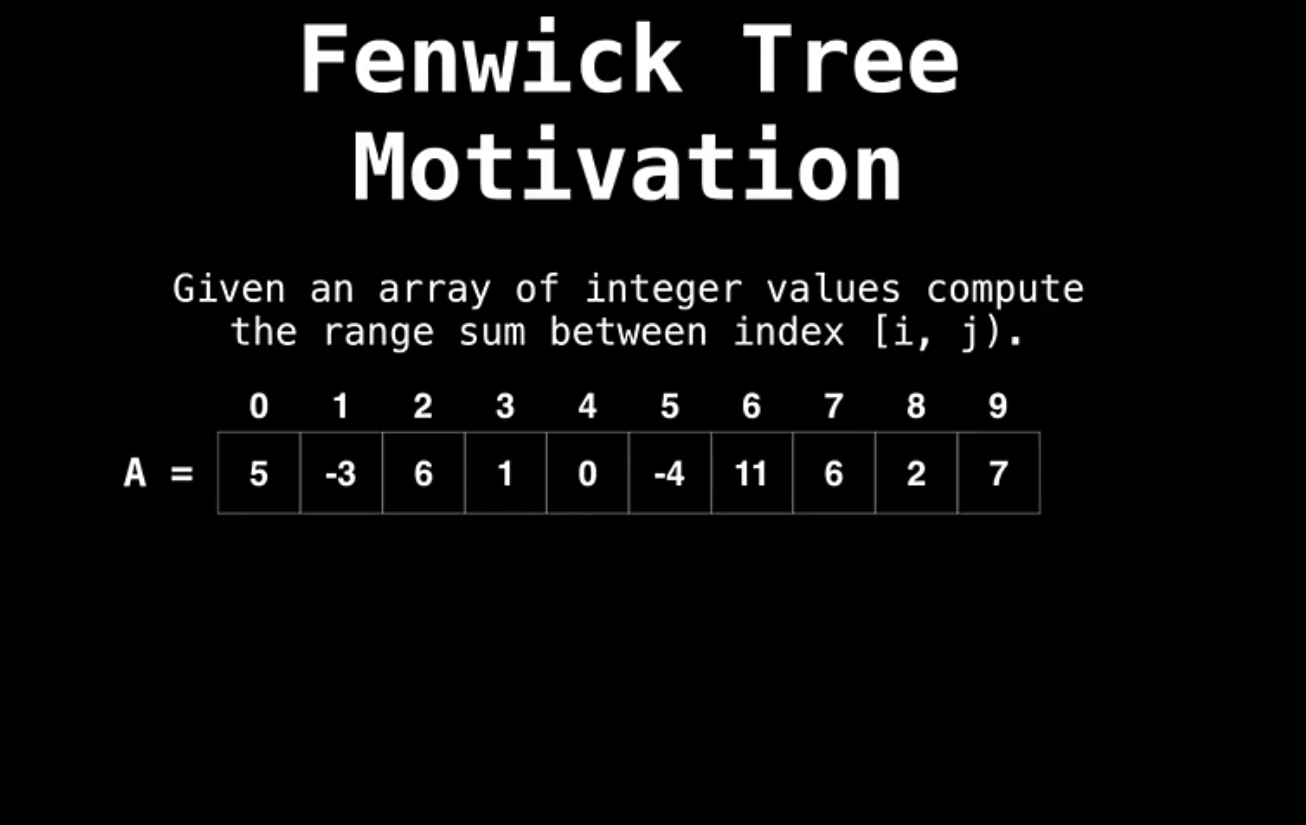 Fenwick Tree
Motivation
Given an array of integer values compute
the range sum between index [i, j).
0 1 2 3 4 5 6 7 8 9
A = 5 -3 6 1 0 -4 11 6 2 7